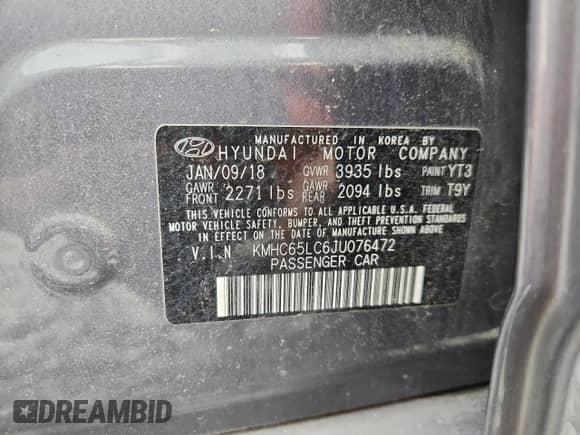 MANUFACTURED IN KOREA BY
HYUNDAI MOTOR COMPANY
JAN/09/18 GVWR 3935 lbs PAINT YT3
GAWR FRONT 2271 lbs GAWR REAR 2094 lbs TRIM T9Y
THIS VEHICLE CONFORMS TO ALL APPLICABLE U.S.A. FEDERAL
MOTOR VEHICLE SAFETY, BUMPER, AND THEFT PREVENTION STANDARDS
IN EFFECT ON THE DATE OF MANUFACTURE SHOWN ABOVE.
V.I.N KMHC65LC6JU076472
PASSENGER CAR
DREAMBID